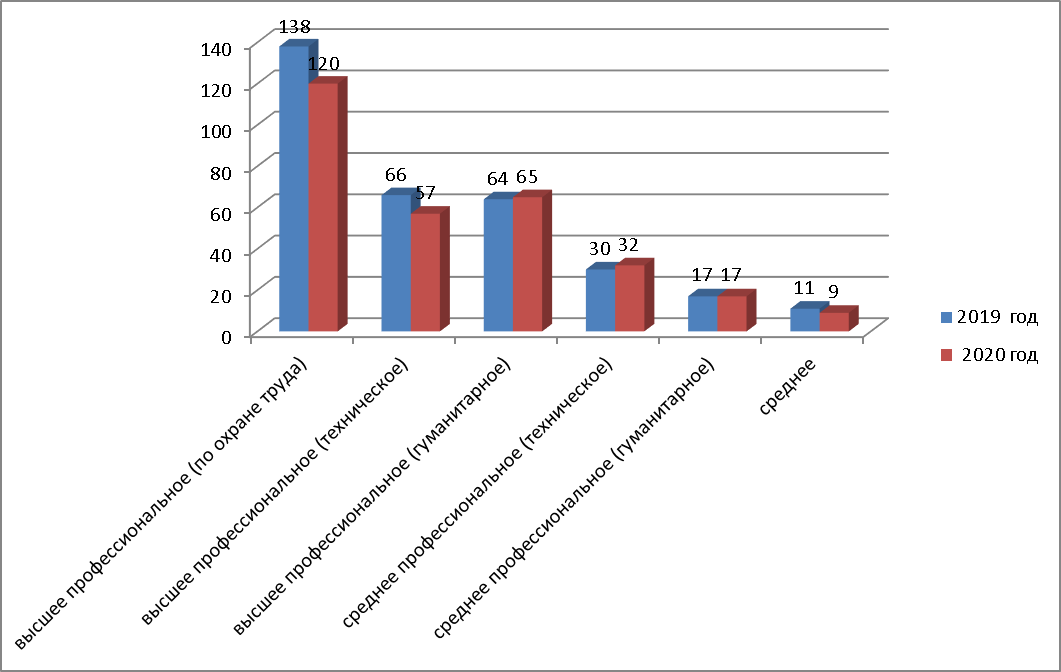 138
120
66
57
64
65
30
32
17
17
11
9
140
120
100
80
60
40
20
0
высшее профессиональное (по охране труда)
высшее профессиональное (техническое)
высшее профессиональное (гуманитарное)
среднее профессиональное (техническое)
среднее профессиональное (гуманитарное)
среднее
2019 год
2020 год